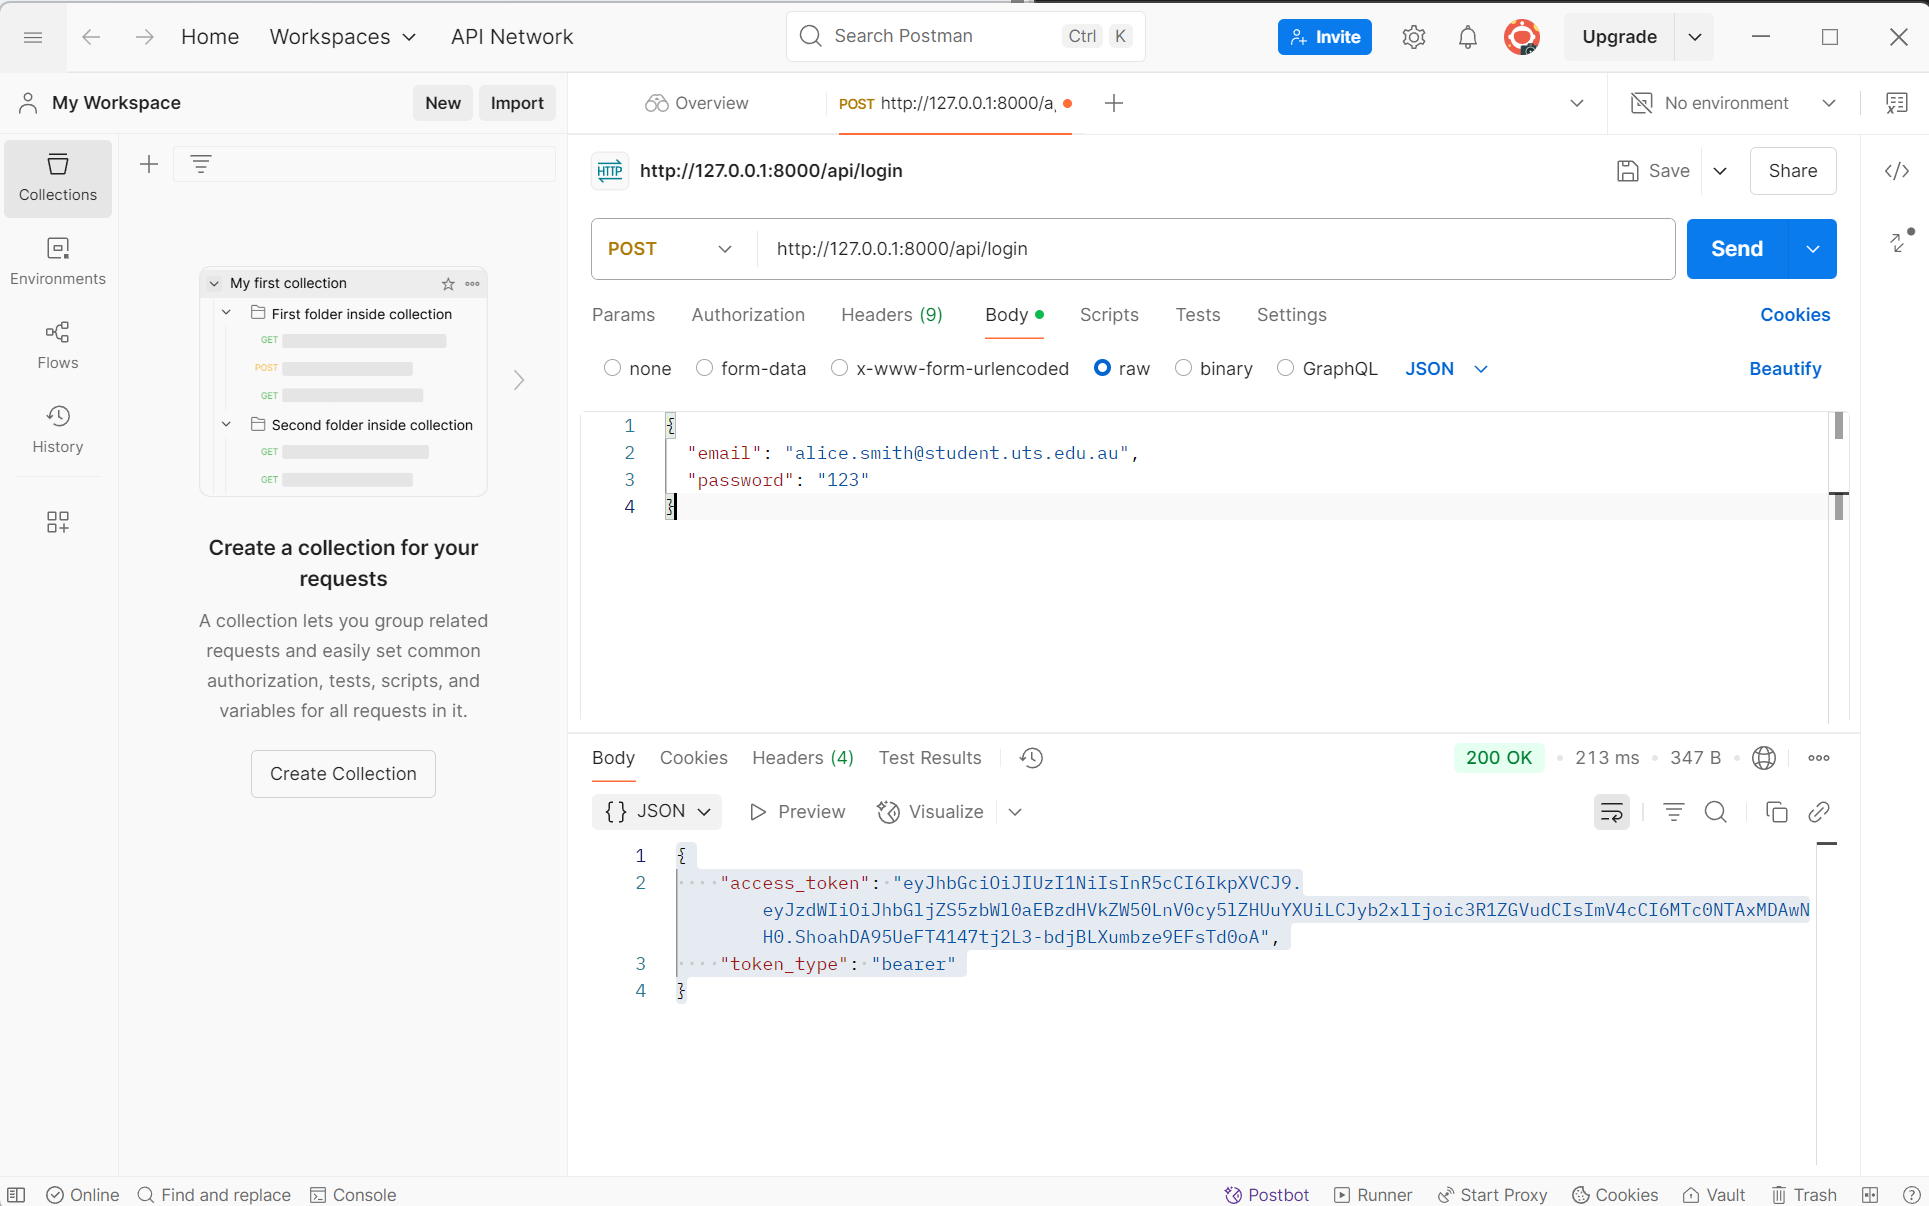 Home Workspaces API Network Search Postman Ctrl K Invite Upgrade
My Workspace New Import Overview POST http://127.0.0.1:8000/a, No environment
Collections
Environments
Flows
History
My first collection
First folder inside collection
GET
POST
GET
Second folder inside collection
GET
GET
Create a collection for your
requests
A collection lets you group related
requests and easily set common
authorization, tests, scripts, and
variables for all requests in it.
Create Collection
HTTP http://127.0.0.1:8000/api/login Save Share
POST http://127.0.0.1:8000/api/login Send
Params Authorization Headers (9) Body Scripts Tests Settings Cookies
none form-data x-www-form-urlencoded raw binary GraphQL JSON Beautify
1 {
2 "email": "alice.smith@student.uts.edu.au",
3 "password": "123"
4 }
Body Cookies Headers (4) Test Results 200 OK 213 ms 347 B
{} JSON Preview Visualize
1 {
2 "access_token": "eyJhbGciOiJIUzI1NiIsInR5cCI6IkpXVCJ9.
eyJzdWIiOiJhbGljZS5zbWl0aEBzdHVkZW50LnV0cy5lZHUuYXUiLCJyb2xlIjoic3R1ZGVudCIsImV4cCI6MTc0NTAxMDAwN
H0.ShoahDA95UeFT4147tj2L3-bdjBLXumbze9EFsTd0oA",
3 "token_type": "bearer"
4 }
Online Find and replace Console Postbot Runner Start Proxy Cookies Vault Trash